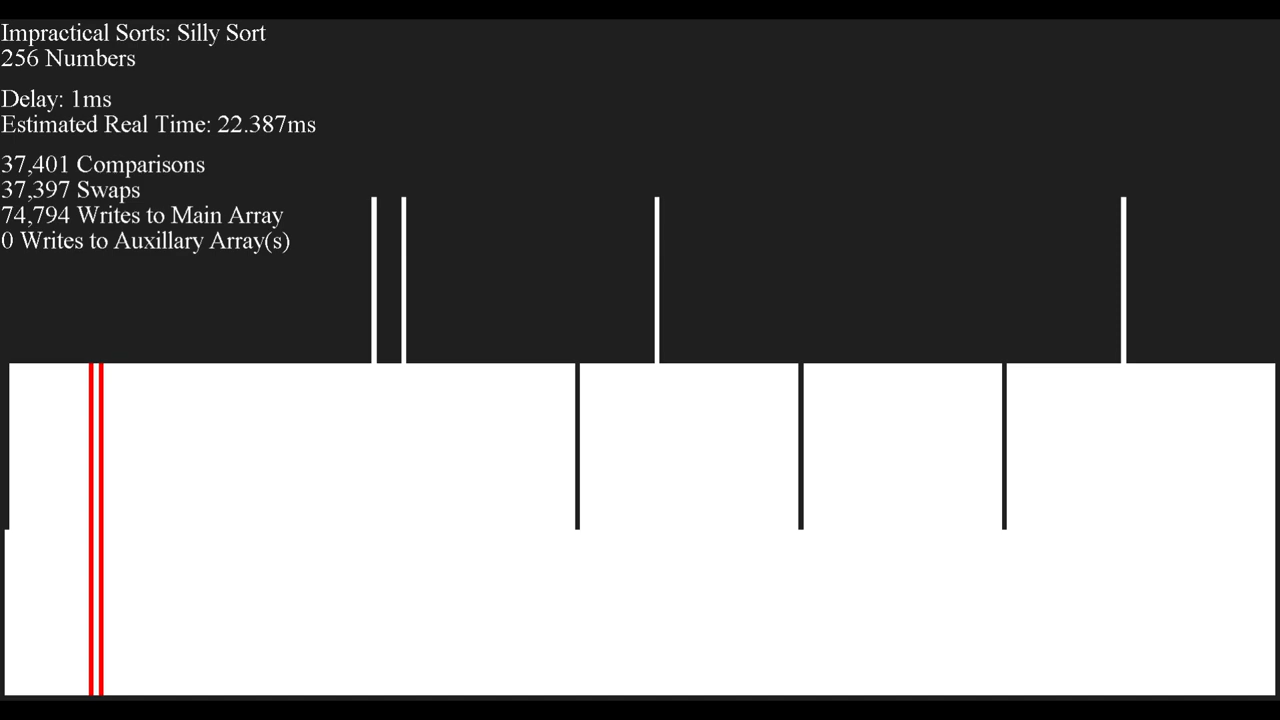 Impractical Sorts: Silly Sort
256 Numbers
Delay: 1ms
Estimated Real Time: 22.387ms
37,401 Comparisons
37,397 Swaps
74,794 Writes to Main Array
0 Writes to Auxillary Array(s)